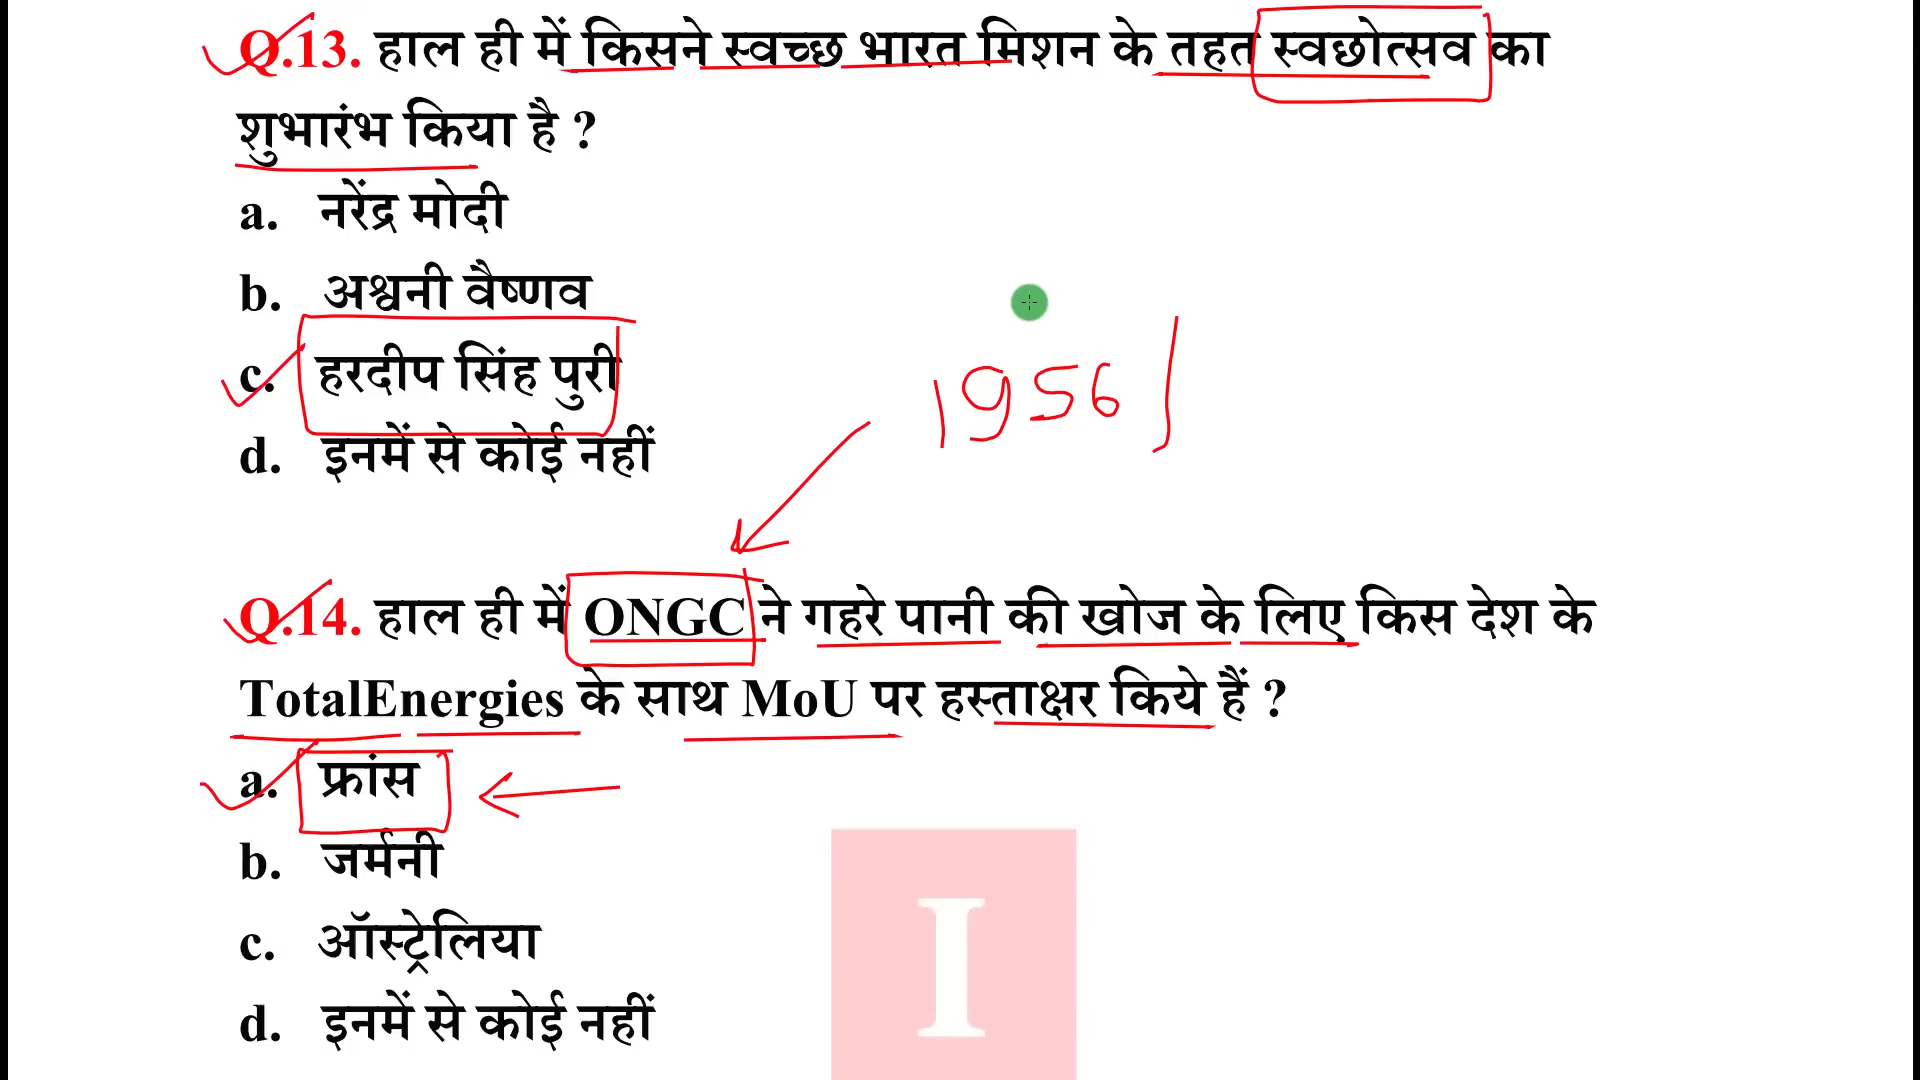 Q.13. हाल ही में किसने स्वच्छ भारत मिशन के तहत स्वछोत्सव का
शुभारंभ किया है ?
a. नरेंद्र मोदी
b. अश्वनी वैष्णव
c. हरदीप सिंह पुरी
d. इनमें से कोई नहीं
1956
Q.14. हाल ही में ONGC ने गहरे पानी की खोज के लिए किस देश के
TotalEnergies के साथ MoU पर हस्ताक्षर किये हैं ?
a. फ्रांस
b. जर्मनी
c. ऑस्ट्रेलिया
d. इनमें से कोई नहीं
I